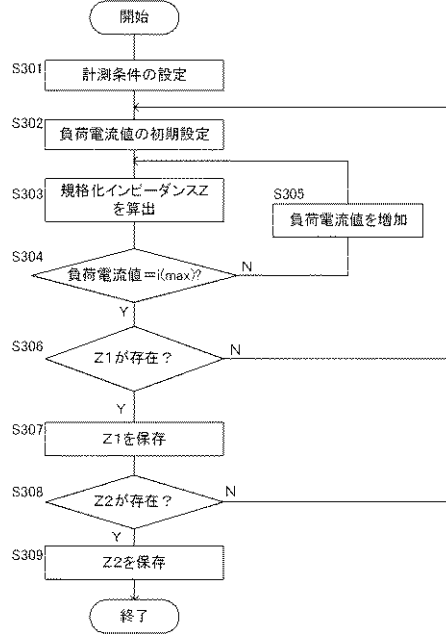 開始
S301
計測条件の設定
S302
負荷電流値の初期設定
S303
規格化インピーダンスZ
を算出
S305
負荷電流値を増加
S304
負荷電流値=i(max)?
N
Y
S306
Z1が存在?
N
Y
S307
Z1を保存
S308
Z2が存在?
N
Y
S309
Z2を保存
終了